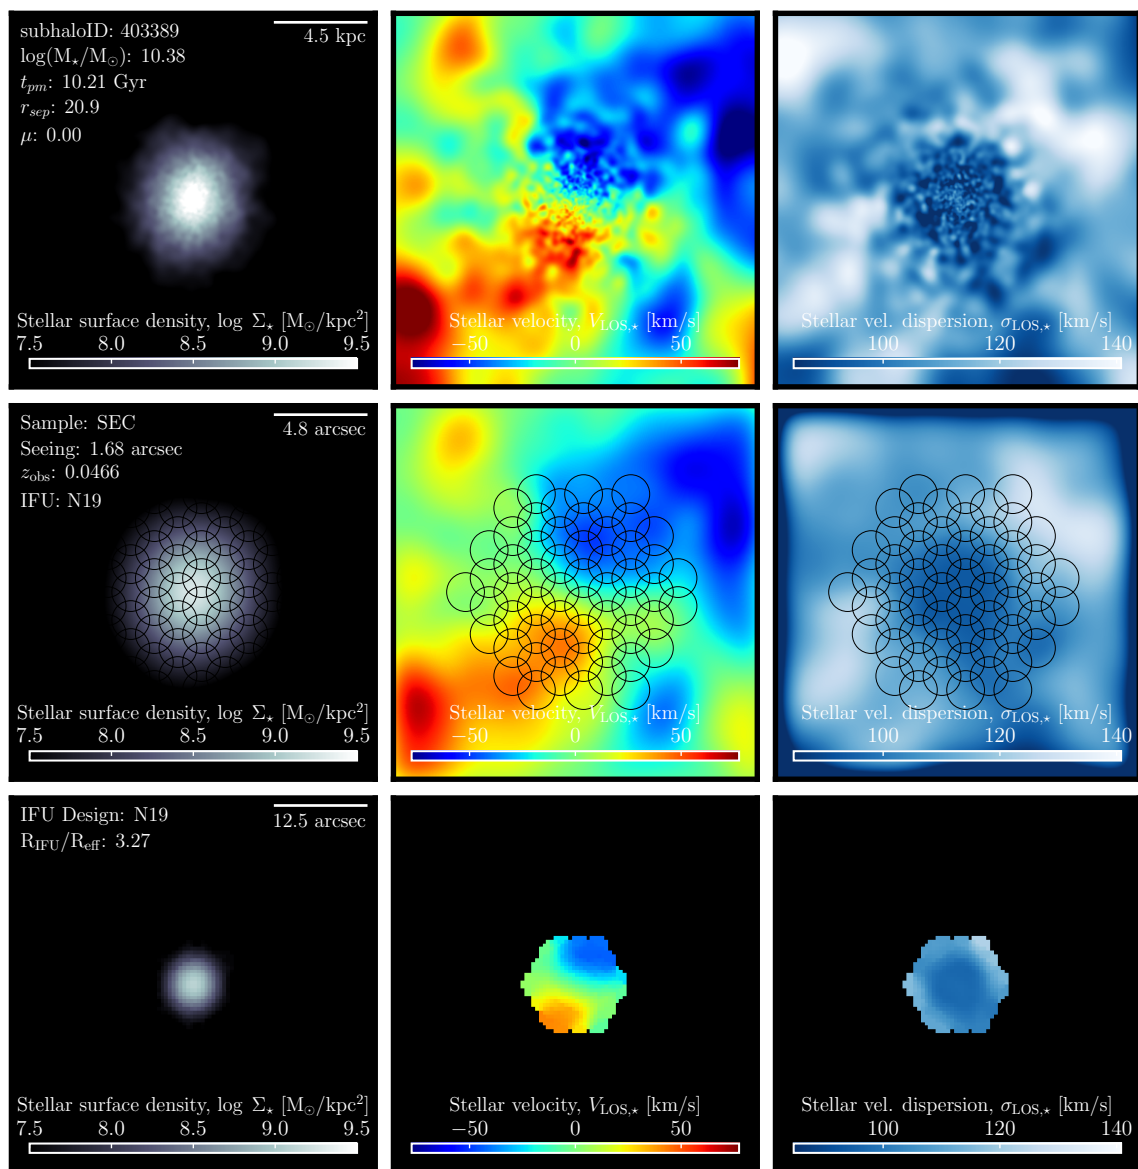 subhaloID: 403389
log(M⋆/M⊙): 10.38
t_pm: 10.21 Gyr
r_sep: 20.9
μ: 0.00
4.5 kpc
Stellar surface density, log Σ⋆ [M⊙/kpc²]
7.5 8.0 8.5 9.0 9.5
Stellar velocity, V_LOS,⋆ [km/s]
−50 0 50
Stellar vel. dispersion, σ_LOS,⋆ [km/s]
100 120 140
Sample: SEC
Seeing: 1.68 arcsec
z_obs: 0.0466
IFU: N19
4.8 arcsec
Stellar surface density, log Σ⋆ [M⊙/kpc²]
7.5 8.0 8.5 9.0 9.5
Stellar velocity, V_LOS,⋆ [km/s]
−50 0 50
Stellar vel. dispersion, σ_LOS,⋆ [km/s]
100 120 140
IFU Design: N19
R_IFU/R_eff: 3.27
12.5 arcsec
Stellar surface density, log Σ⋆ [M⊙/kpc²]
7.5 8.0 8.5 9.0 9.5
Stellar velocity, V_LOS,⋆ [km/s]
−50 0 50
Stellar vel. dispersion, σ_LOS,⋆ [km/s]
100 120 140